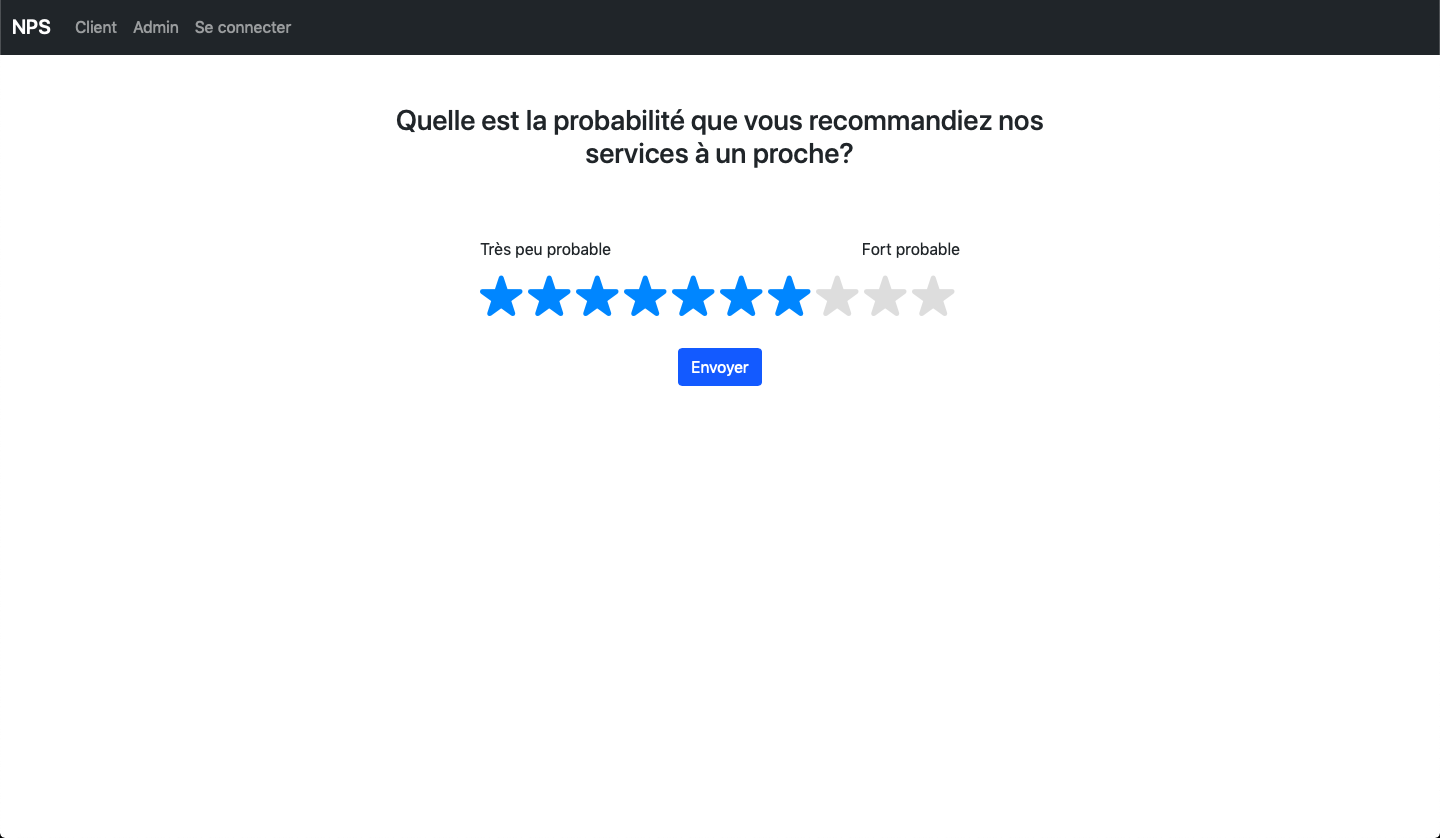 NPS Client Admin Se connecter
Quelle est la probabilité que vous recommandiez nos
services à un proche?
Très peu probable Fort probable
Envoyer